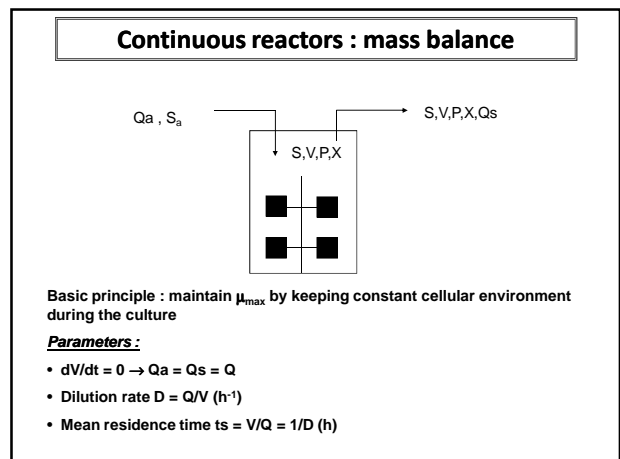 Continuous reactors : mass balance
Qa , Sa
S,V,P,X,Qs
S,V,P,X
Basic principle : maintain µmax by keeping constant cellular environment
during the culture
Parameters :
• dV/dt = 0 → Qa = Qs = Q
• Dilution rate D = Q/V (h-1)
• Mean residence time ts = V/Q = 1/D (h)